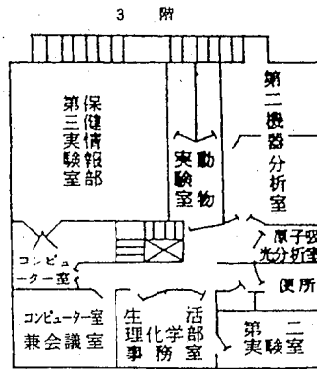 3 階
保健情報部
第三実験室
動物
実験室
第二機器分析室
原子吸
光分析室
便所
コンピュ
ーター室
コンピューター室
兼会議室
生活
理化学部
事務室
第二
実験室